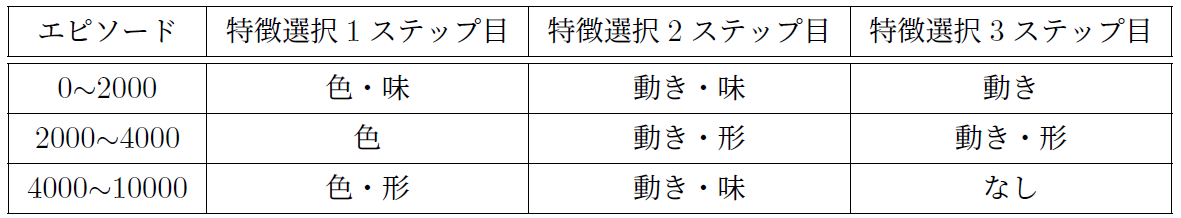 エピソード 特徴選択 1 ステップ目 特徴選択 2 ステップ目 特徴選択 3 ステップ目
0~2000 色・味 動き・味 動き
2000~4000 色 動き・形 動き・形
4000~10000 色・形 動き・味 なし